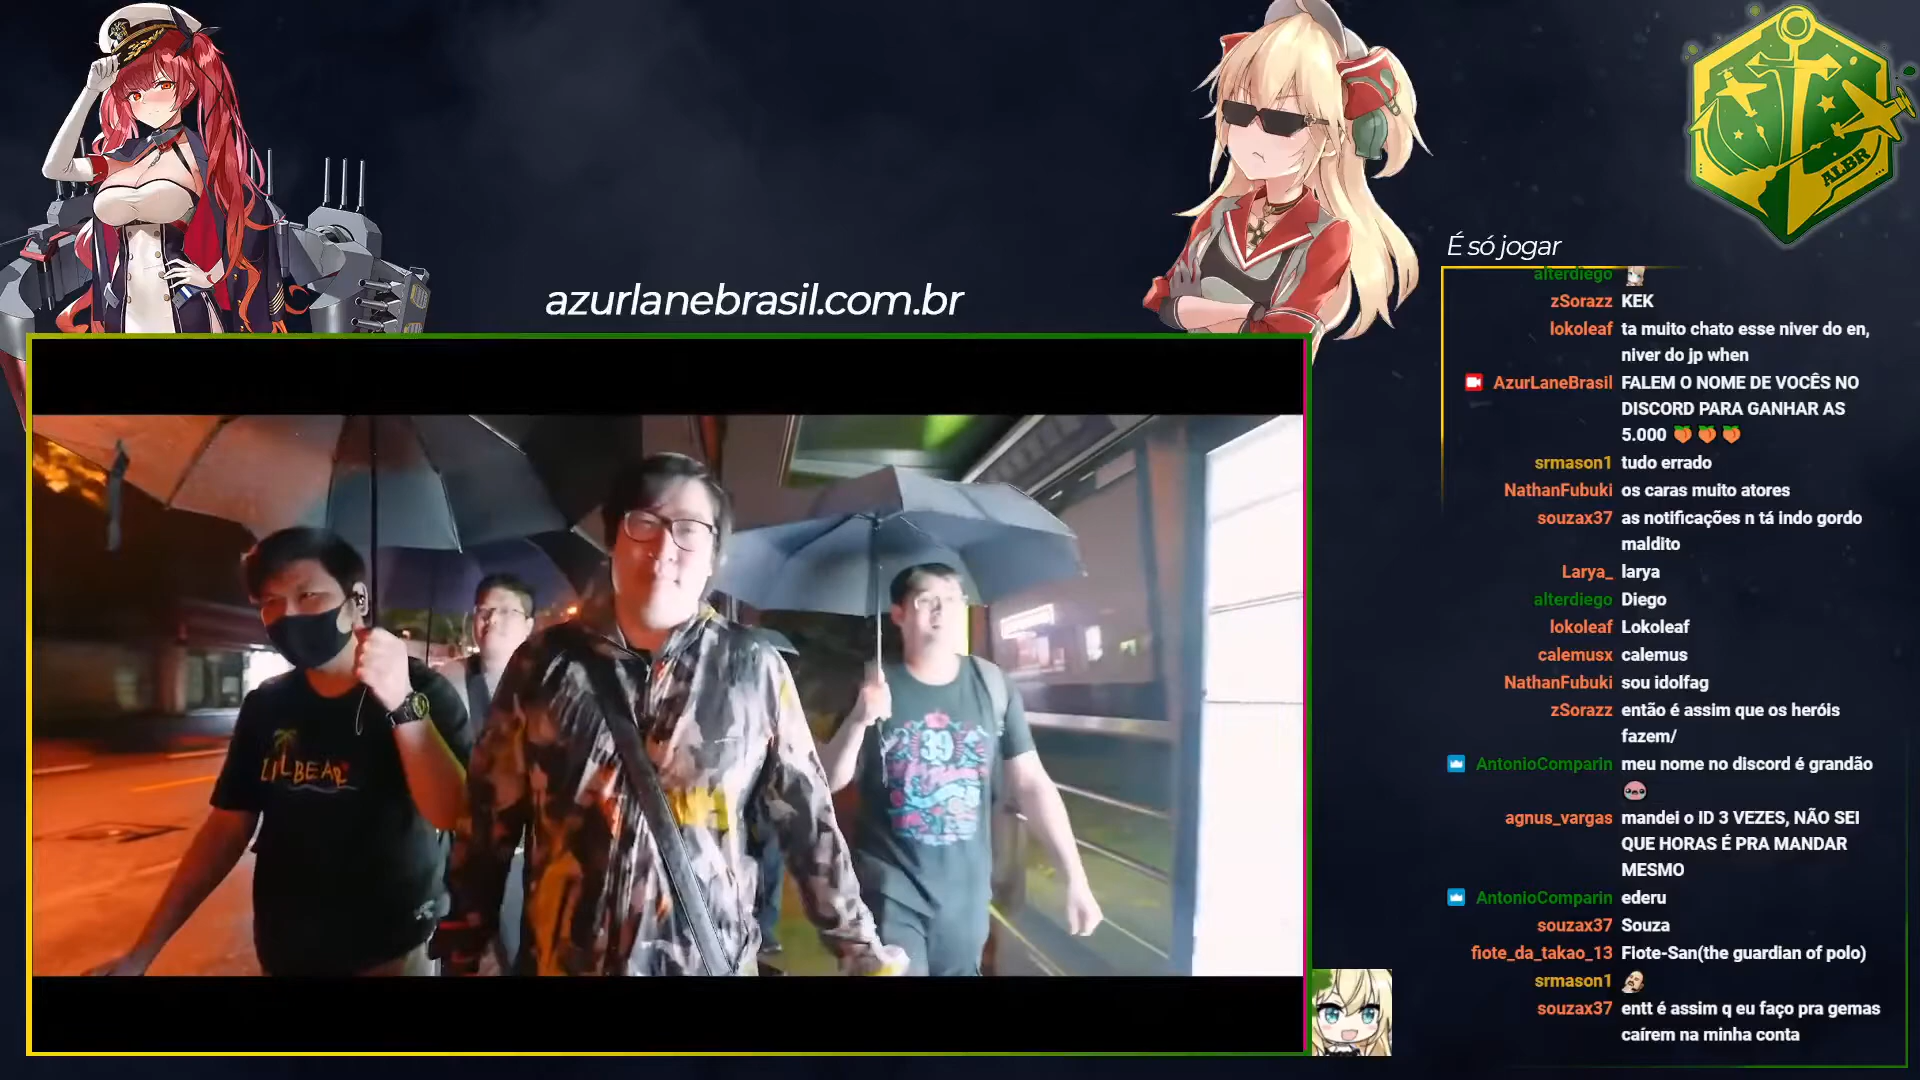 ALBR
É só jogar
azurlanebrasil.com.br
alterdiego
zSorazz KEK
lokoleaf ta muito chato esse niver do en,
niver do jp when
AzurLaneBrasil FALEM O NOME DE VOCÊS NO
DISCORD PARA GANHAR AS
5.000 🍑 🍑 🍑
srmason1 tudo errado
NathanFubuki os caras muito atores
souzax37 as notificações n tá indo gordo
maldito
Larya_ larya
alterdiego Diego
lokoleaf Lokoleaf
calemusx calemus
NathanFubuki sou idolfag
zSorazz então é assim que os heróis
fazem/
AntonioComparin meu nome no discord é grandão
agnus_vargas mandei o ID 3 VEZES, NÃO SEI
QUE HORAS É PRA MANDAR
MESMO
AntonioComparin ederu
souzax37 Souza
fiote_da_takao_13 Fiote-San(the guardian of polo)
srmason1
souzax37 entt é assim q eu faço pra gemas
caírem na minha conta
LIL BEAR
39